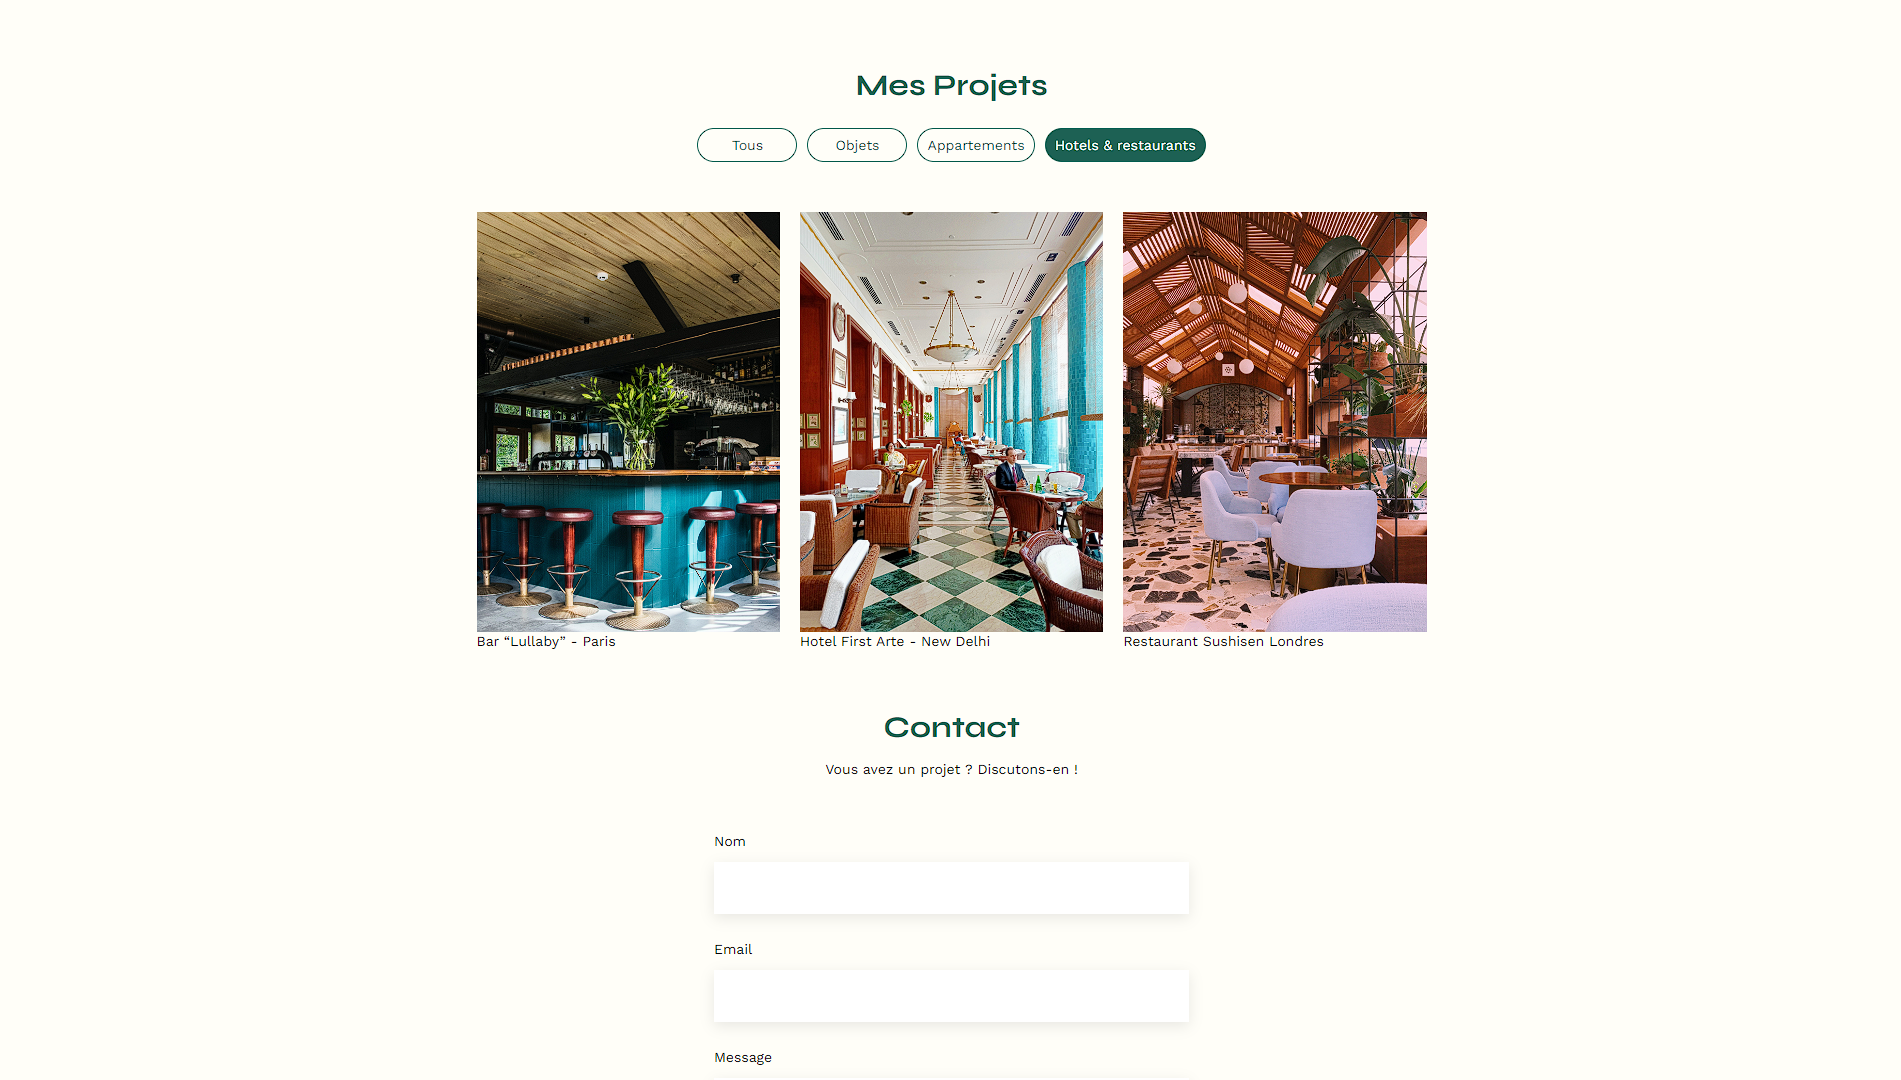 Mes Projets
Tous
Objets
Appartements
Hotels & restaurants
Bar “Lullaby” - Paris
Hotel First Arte - New Delhi
Restaurant Sushisen Londres
Contact
Vous avez un projet ? Discutons-en !
Nom
Email
Message